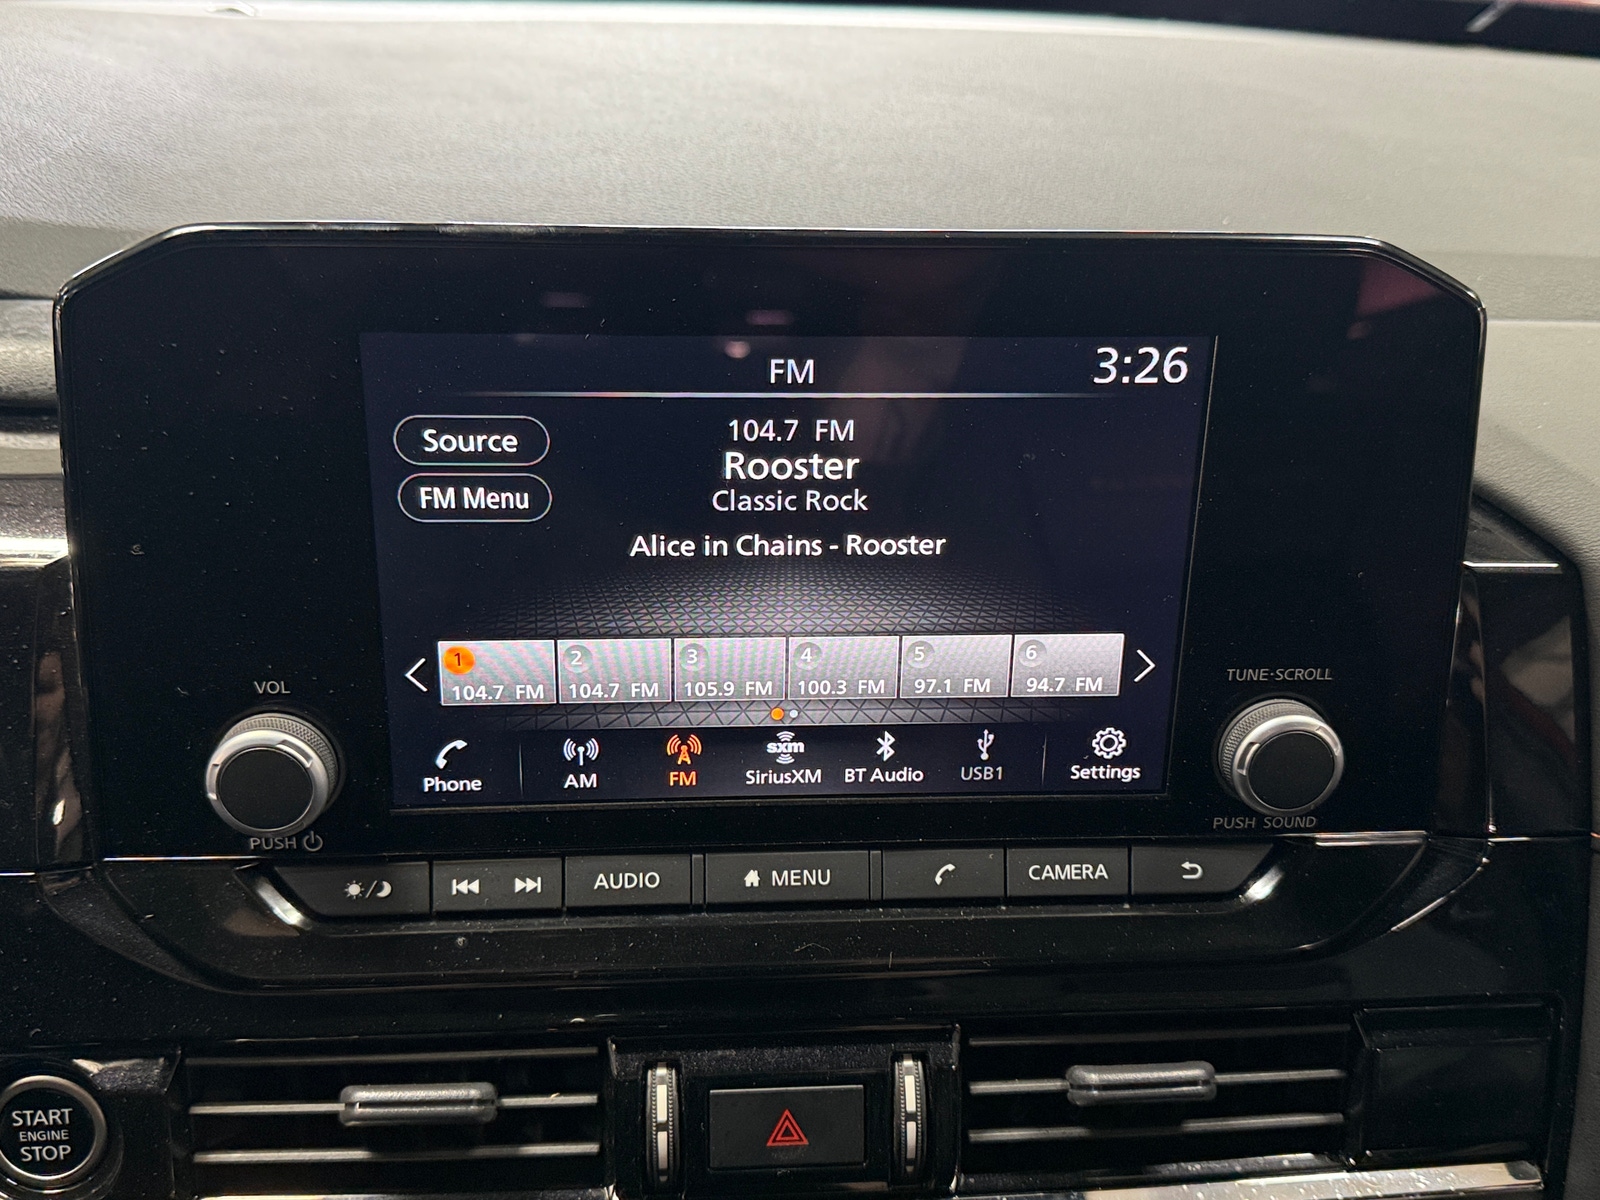 FM
3:26
Source
FM Menu
104.7 FM
Rooster
Classic Rock
Alice in Chains - Rooster
1
104.7 FM
2
104.7 FM
3
105.9 FM
4
100.3 FM
5
97.1 FM
6
94.7 FM
Phone
AM
FM
sxm
SiriusXM
BT Audio
USB1
Settings
VOL
PUSH
TUNE·SCROLL
PUSH SOUND
AUDIO
MENU
CAMERA
START
ENGINE
STOP